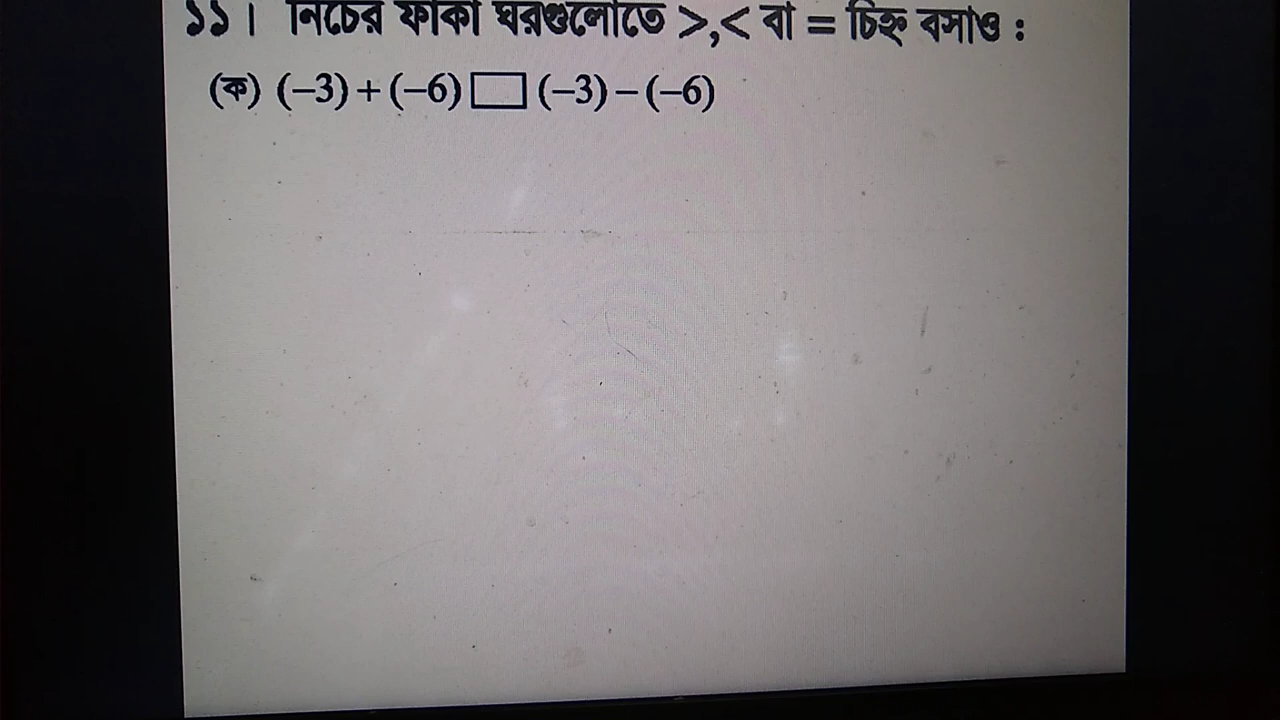 ১১। নিচের ফাঁকা ঘরগুলোতে >,< বা = চিহ্ন বসাও :
(ক) (−3) + (−6) □ (−3) − (−6)